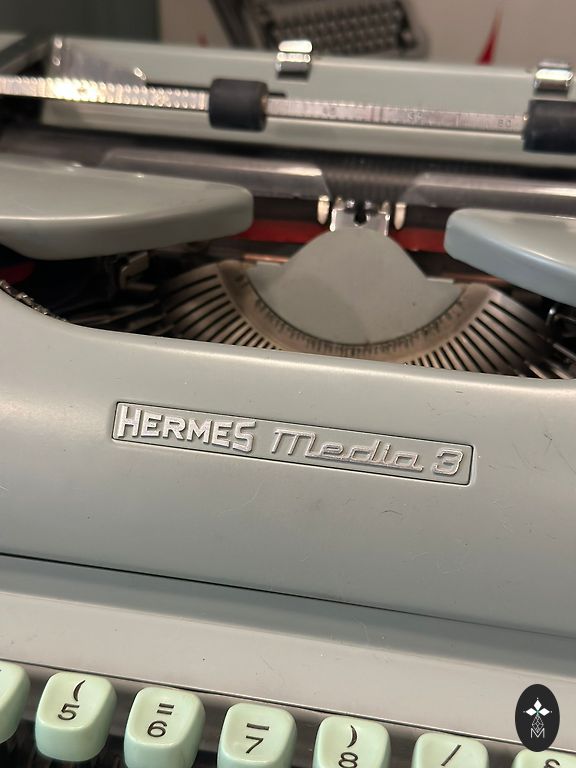 HERMES Media 3
( = – ) /
5 6 7 8